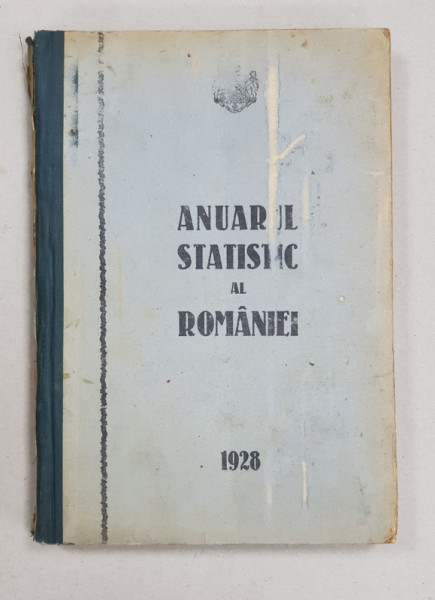 ANUARUL
STATISTIC
AL
ROMÂNIEI
1928